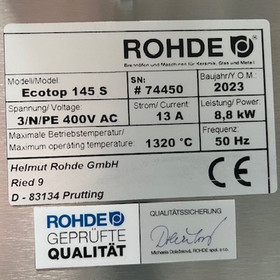 ROHDE
Brennöfen und Maschinen für Keramik, Glas und Metall
Modell/Model:
Ecotop 145 S
SN:
# 74450
Baujahr/Y.O.M.:
2023
Spannung/ Voltage:
3/N/PE 400V AC
Strom/ Current:
13 A
Leistung/ Power:
8,8 kW
Maximale Betriebstemperatur/
Maximum operating temperature/
1320 °C
Frequenz:
50 Hz
Helmut Rohde GmbH
Ried 9
D - 83134 Prutting
CE
ROHDE
GEPRÜFTE
QUALITÄT
QUALITÄTSSICHERUNG
ROHDE